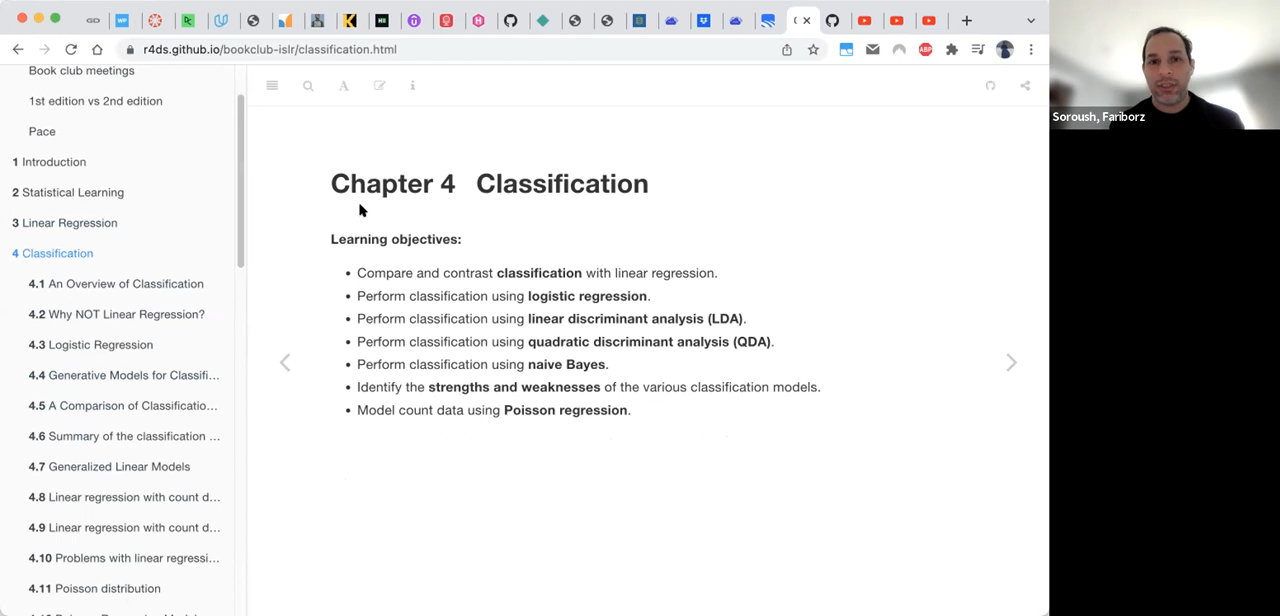 r4ds.github.io/bookclub-islr/classification.html
ABP
Book club meetings
1st edition vs 2nd edition
Pace
1 Introduction
2 Statistical Learning
3 Linear Regression
4 Classification
4.1 An Overview of Classification
4.2 Why NOT Linear Regression?
4.3 Logistic Regression
4.4 Generative Models for Classifi...
4.5 A Comparison of Classificatio...
4.6 Summary of the classification ...
4.7 Generalized Linear Models
4.8 Linear regression with count d...
4.9 Linear regression with count d...
4.10 Problems with linear regressi...
4.11 Poisson distribution
Chapter 4 Classification
Learning objectives:
• Compare and contrast classification with linear regression.
• Perform classification using logistic regression.
• Perform classification using linear discriminant analysis (LDA).
• Perform classification using quadratic discriminant analysis (QDA).
• Perform classification using naive Bayes.
• Identify the strengths and weaknesses of the various classification models.
• Model count data using Poisson regression.
Soroush, Fariborz